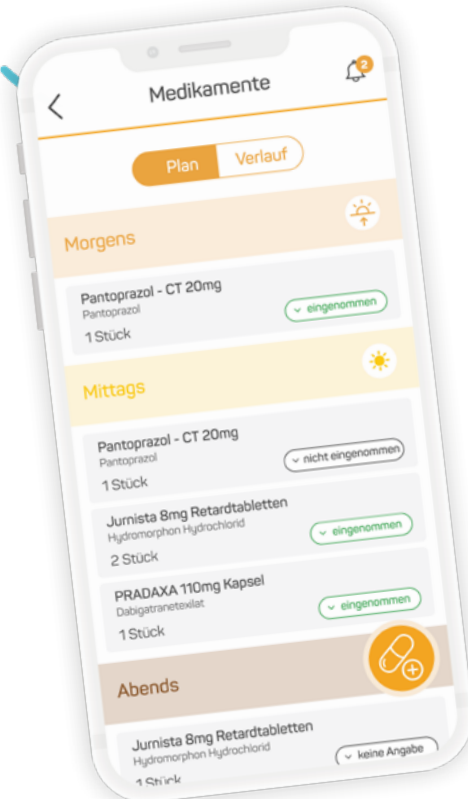 Medikamente
2
Plan
Verlauf
Morgens
Pantoprazol - CT 20mg
Pantoprazol
1 Stück
eingenommen
Mittags
Pantoprazol - CT 20mg
Pantoprazol
1 Stück
nicht eingenommen
Jurnista 8mg Retardtabletten
Hydromorphon Hydrochlorid
2 Stück
eingenommen
PRADAXA 110mg Kapsel
Dabigatranetexilat
1 Stück
eingenommen
Abends
Jurnista 8mg Retardtabletten
Hydromorphon Hydrochlorid
1 Stück
keine Angabe